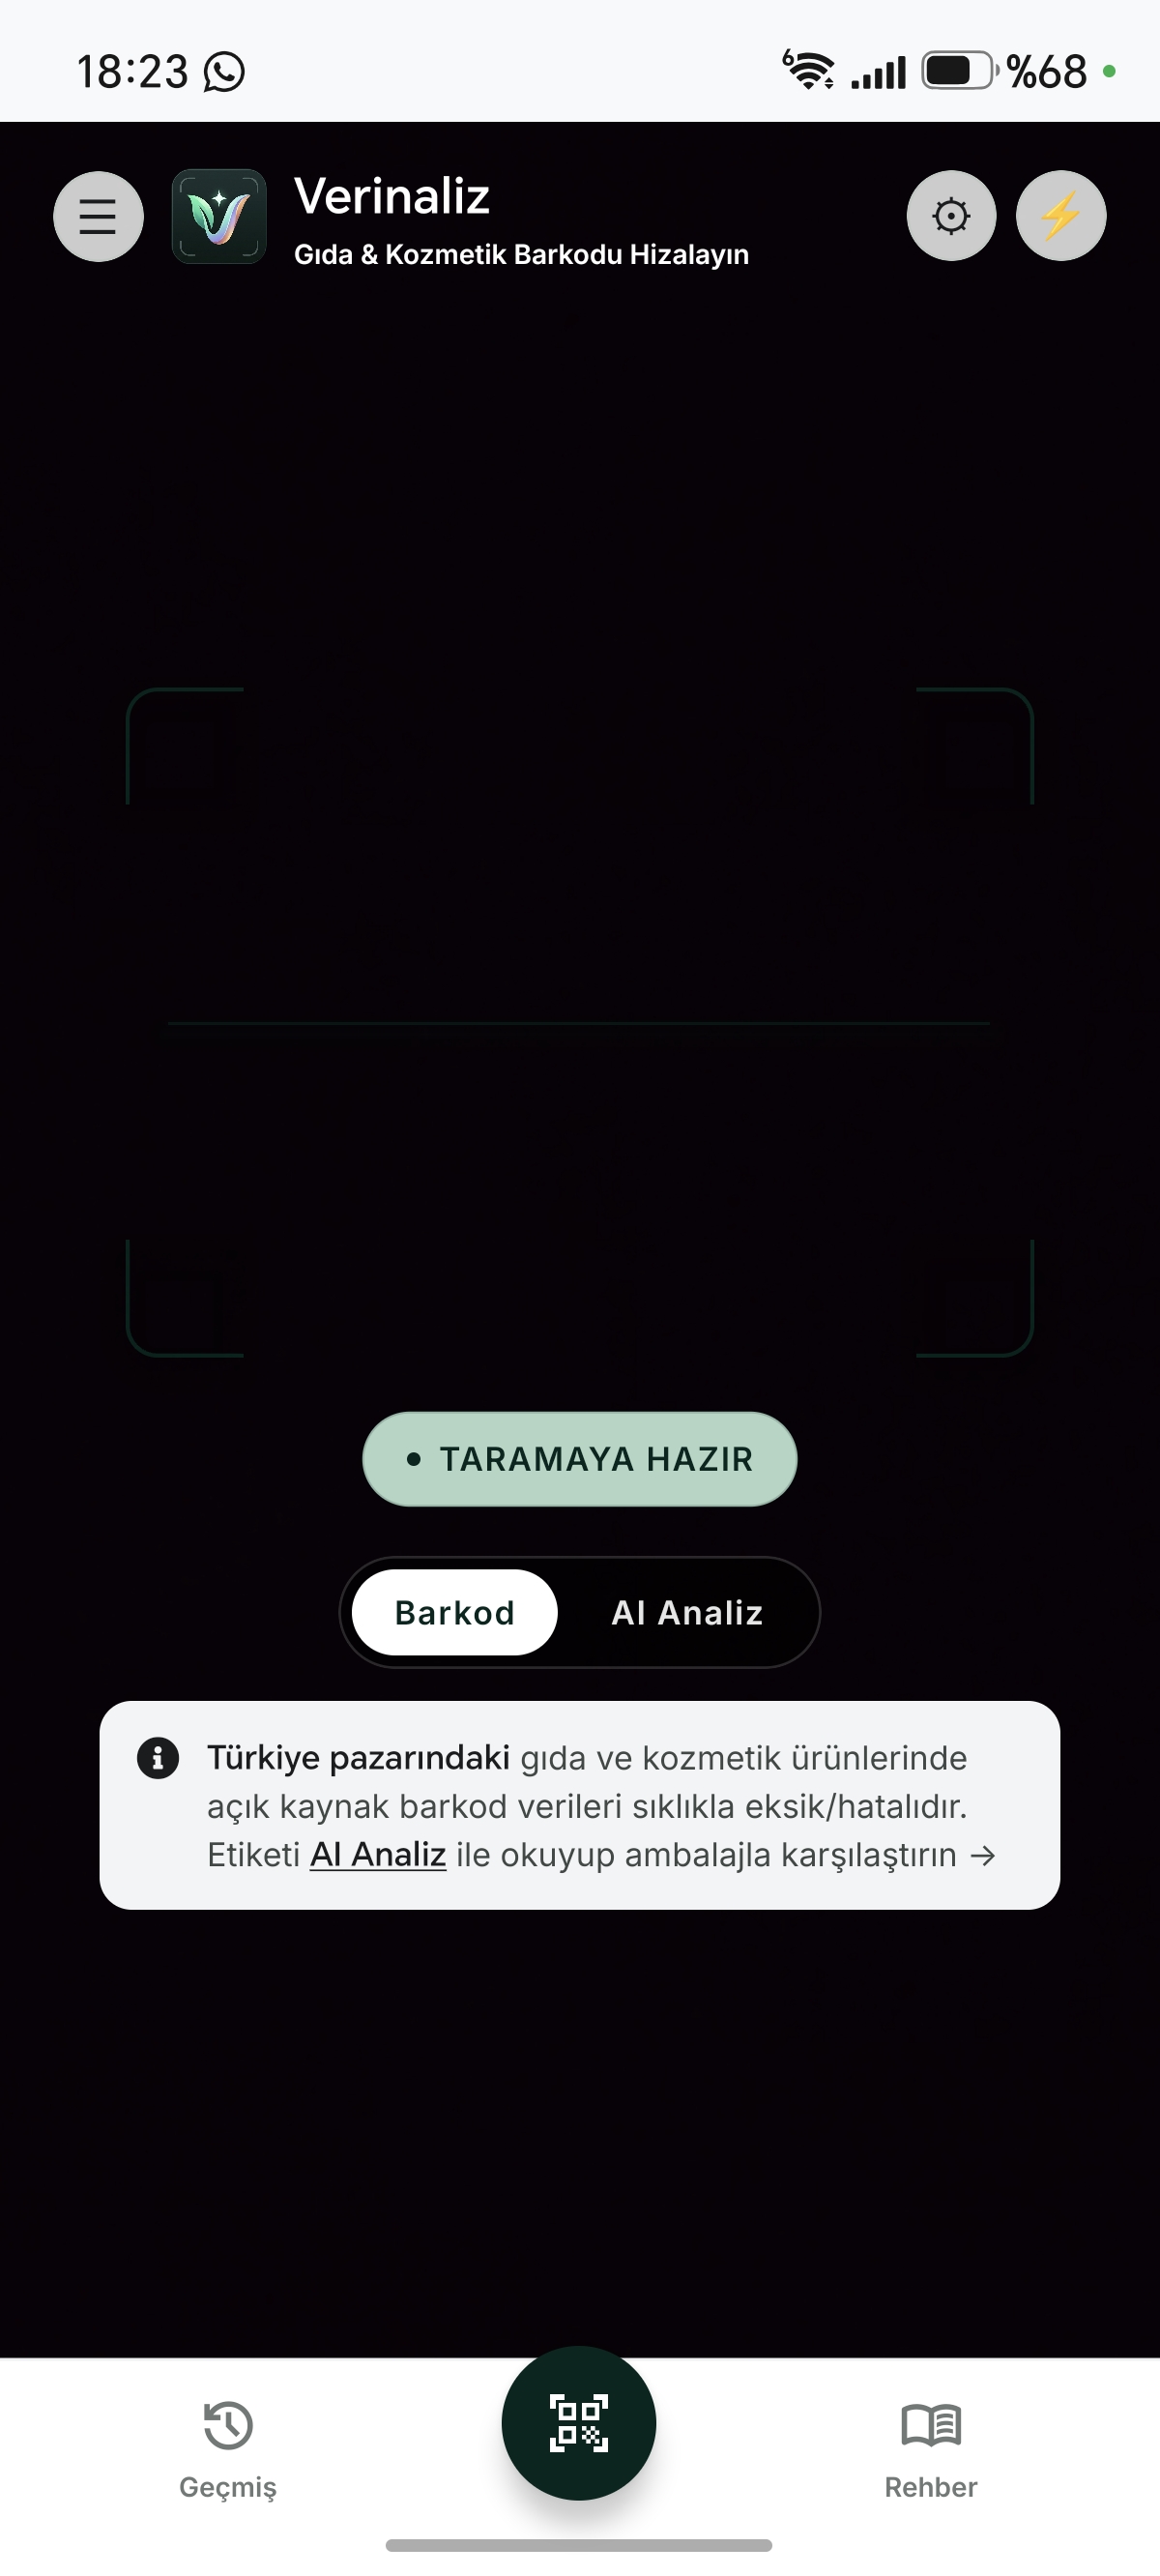 18:23
6
%68
Verinaliz
Gıda & Kozmetik Barkodu Hizalayın
• TARAMAYA HAZIR
Barkod
AI Analiz
Türkiye pazarındaki gıda ve kozmetik ürünlerinde
açık kaynak barkod verileri sıklıkla eksik/hatalıdır.
Etiketi AI Analiz ile okuyup ambalajla karşılaştırın →
Geçmiş
Rehber